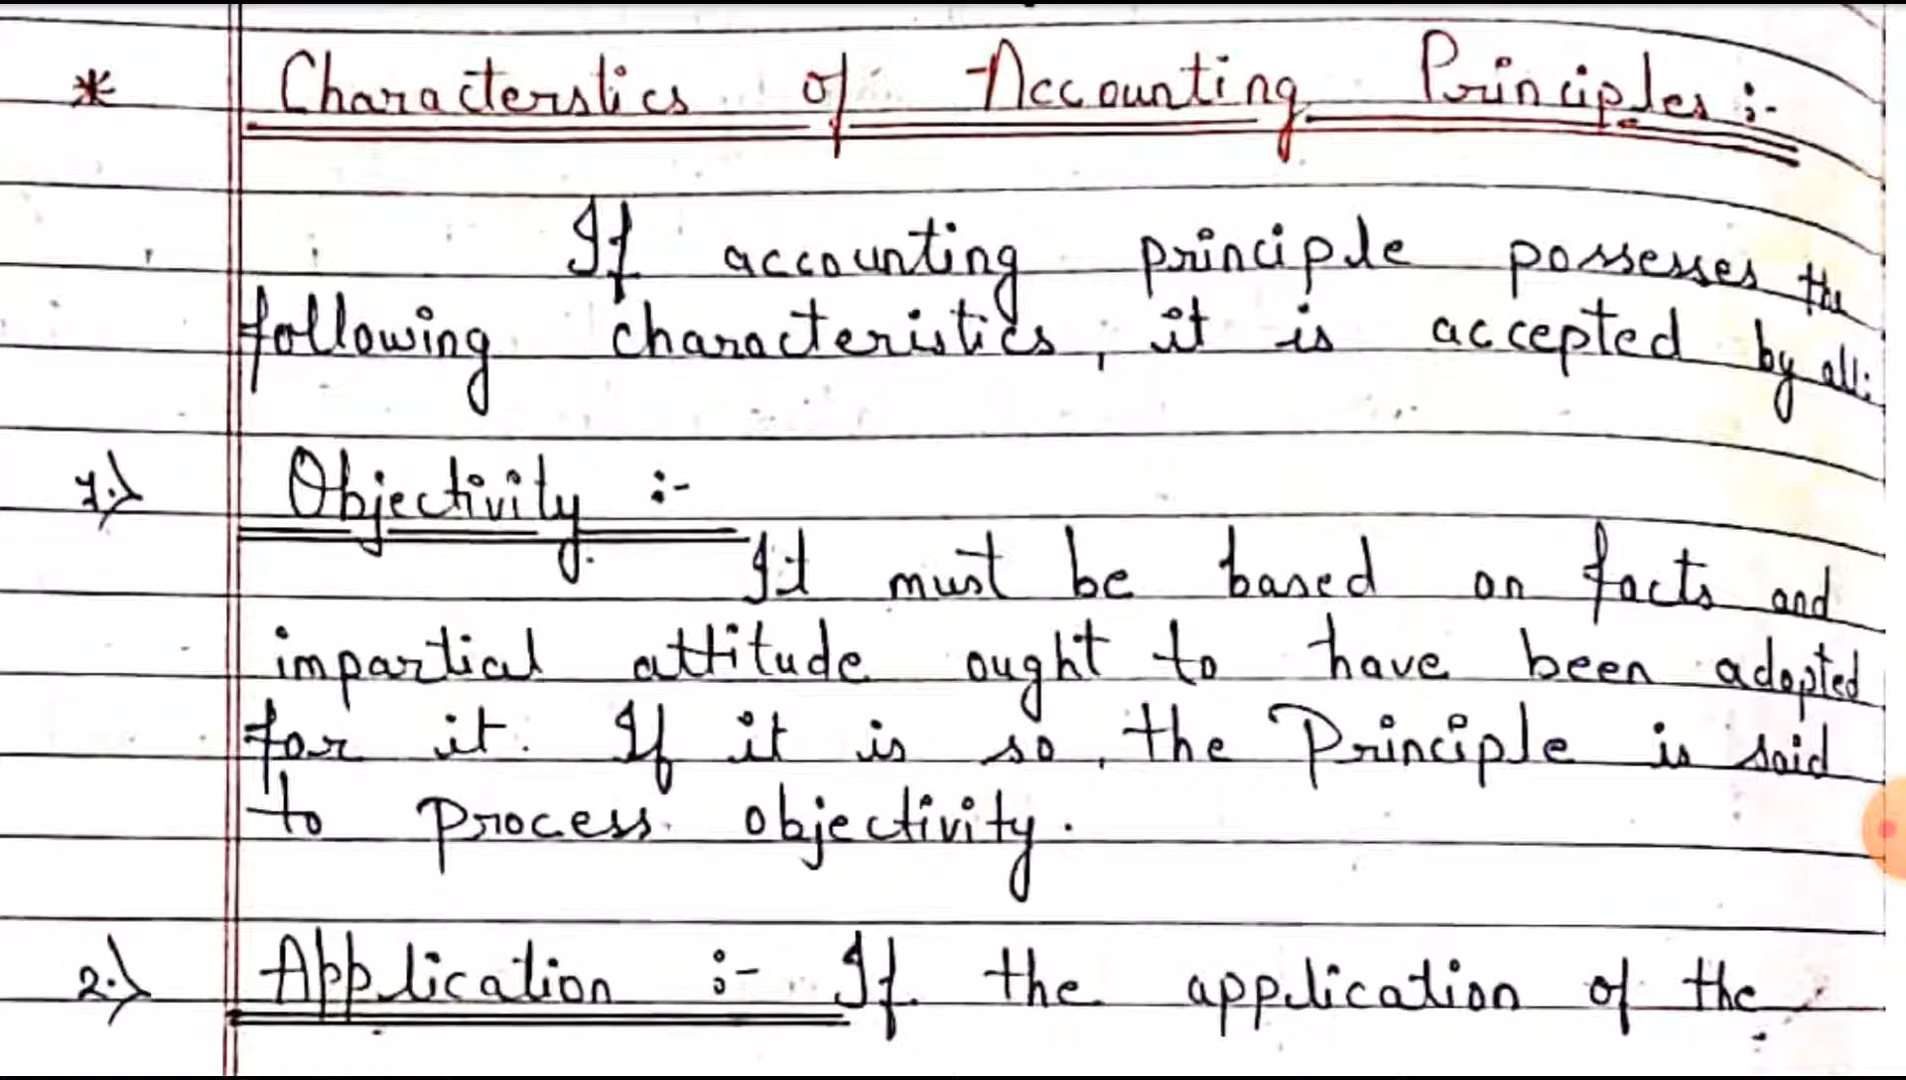 * Characterstics of Accounting Principles :-
If accounting principle possesses the
following characteristics, it is accepted by all:
1.) Objectivity :-
It must be based on facts and
impartial attitude ought to have been adopted
for it. If it is so, the Principle is said
to process objectivity.
2.) Application :- If the application of the